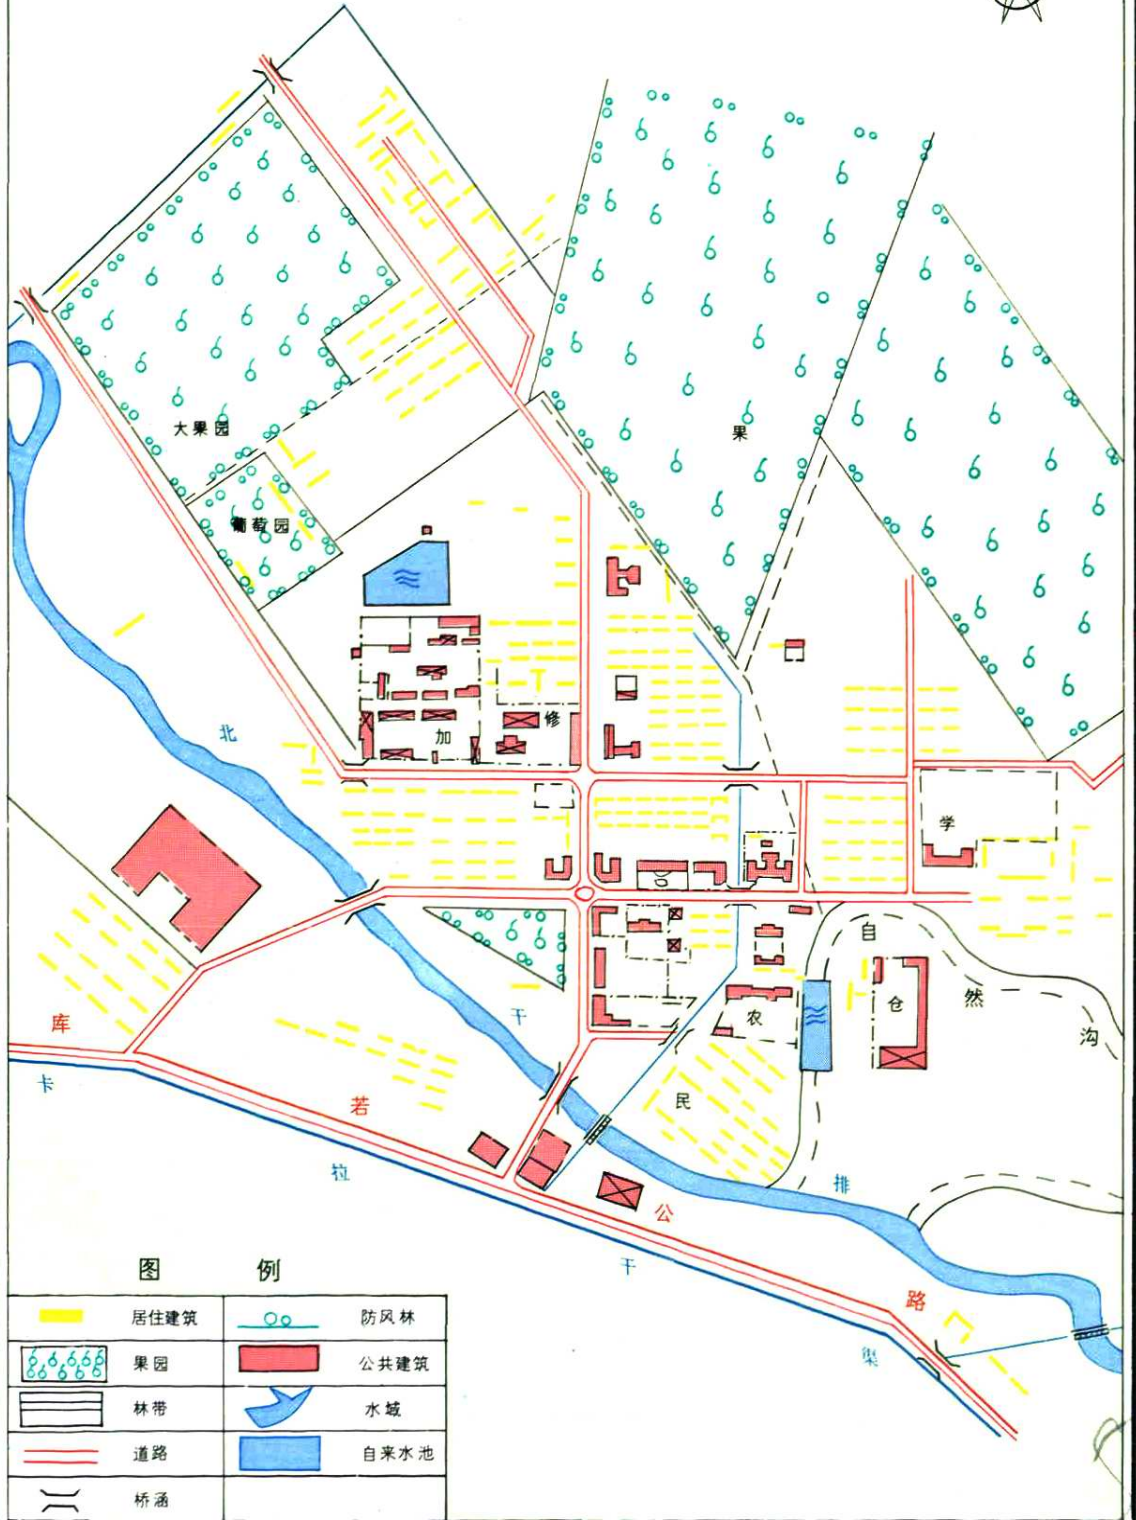 大果园
果
葡萄园
修
加
北
学
自
然
沟
仓
农
干
民
库
卡
若
拉
排
公
干
路
渠
图例
居住建筑
防风林
果园
公共建筑
林带
水域
道路
自来水池
桥涵